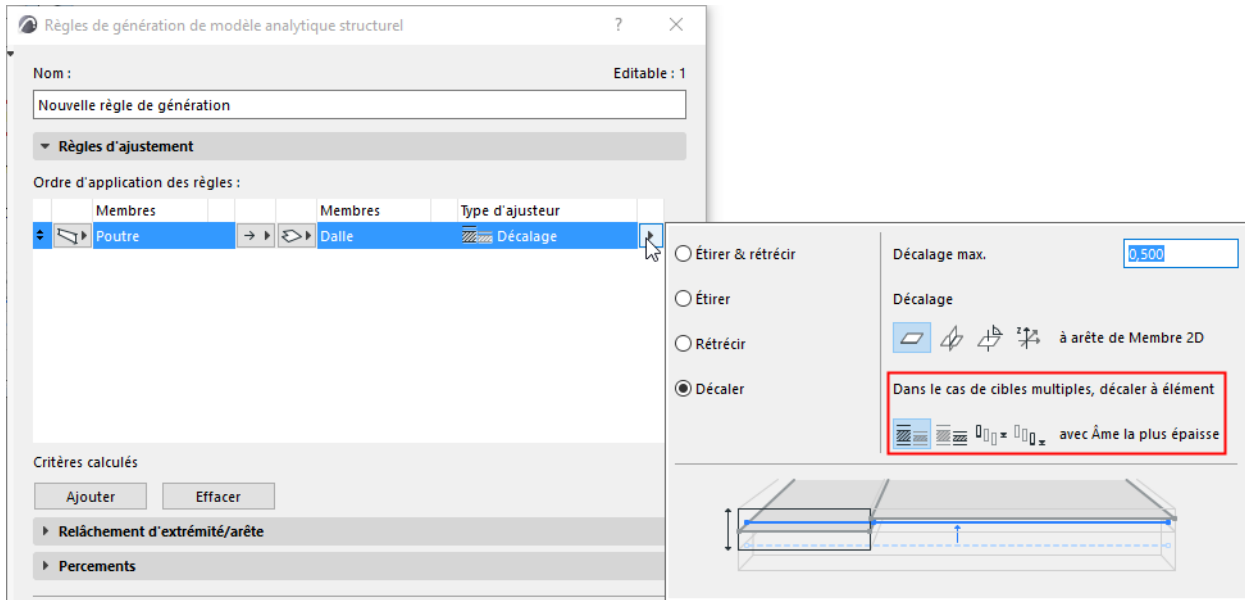 Règles de génération de modèle analytique structurel ?
Nom :
Editable : 1
Nouvelle règle de génération
Règles d'ajustement
Ordre d'application des règles :
Membres Membres Type d'ajusteur
Poutre Dalle Décalage
Étirer & rétrécir
Étirer
Rétrécir
Décaler
Décalage max. 0,500
Décalage
à arête de Membre 2D
Dans le cas de cibles multiples, décaler à élément
avec Âme la plus épaisse
Critères calculés
Ajouter Effacer
Relâchement d'extrémité/arête
Percements